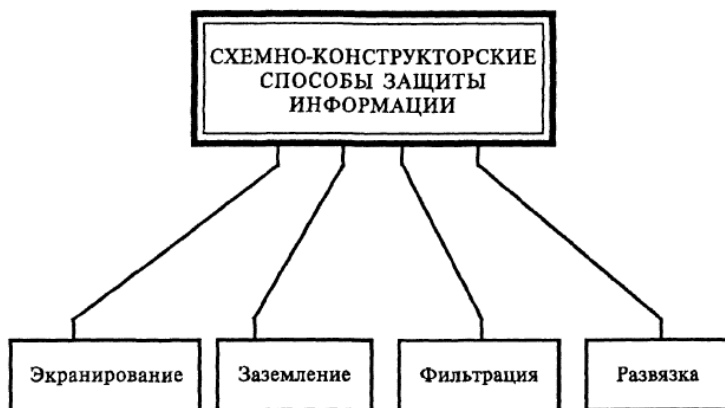 СХЕМНО-КОНСТРУКТОРСКИЕ
СПОСОБЫ ЗАЩИТЫ
ИНФОРМАЦИИ
Экранирование
Заземление
Фильтрация
Развязка